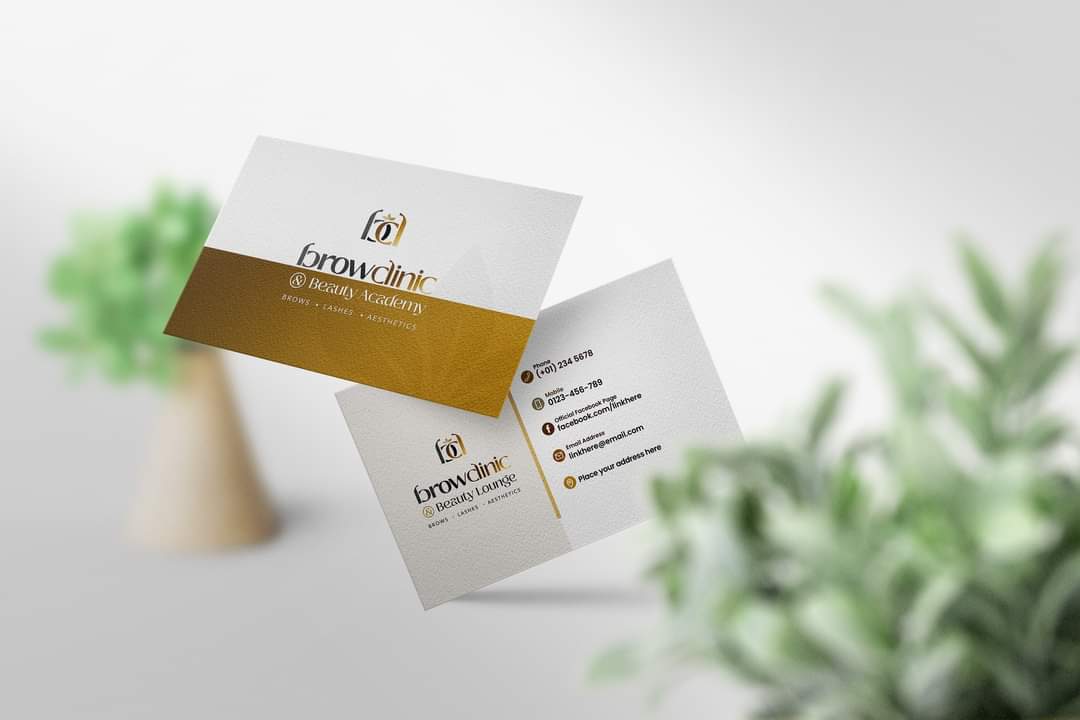 browclinic
& Beauty Academy
BROWS • LASHES • AESTHETICS
browclinic
& Beauty Lounge
BROWS • LASHES • AESTHETICS
Phone
(+01) 234 5678
Mobile
0123-456-789
Official Facebook Page
facebook.com/linkhere
Email Address
linkhere@email.com
Place your address here